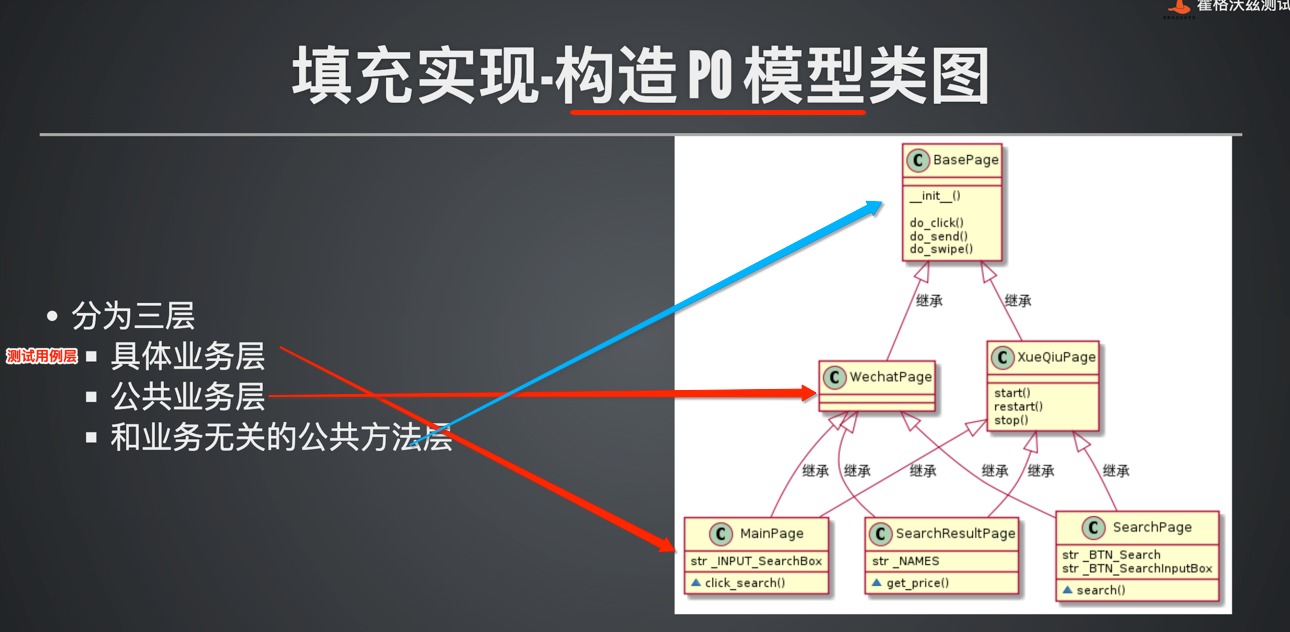 霍格沃兹测试
填充实现-构造 PO 模型类图
分为三层
测试用例层
具体业务层
公共业务层
和业务无关的公共方法层
C BasePage
__init__()
do_click()
do_send()
do_swipe()
继承
继承
C WechatPage
C XueQiuPage
start()
restart()
stop()
继承
继承
继承
继承
继承
继承
C MainPage
str _INPUT_SearchBox
click_search()
C SearchResultPage
str _NAMES
get_price()
C SearchPage
str _BTN_Search
str _BTN_SearchInputBox
search()